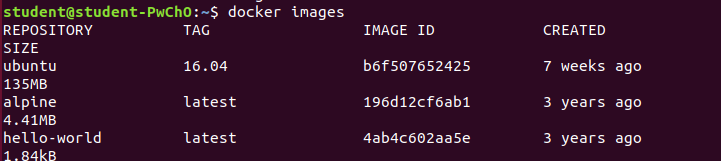 student@student-PwChO:~$ docker images
REPOSITORY TAG IMAGE ID CREATED
SIZE
ubuntu 16.04 b6f507652425 7 weeks ago
135MB
alpine latest 196d12cf6ab1 3 years ago
4.41MB
hello-world latest 4ab4c602aa5e 3 years ago
1.84kB